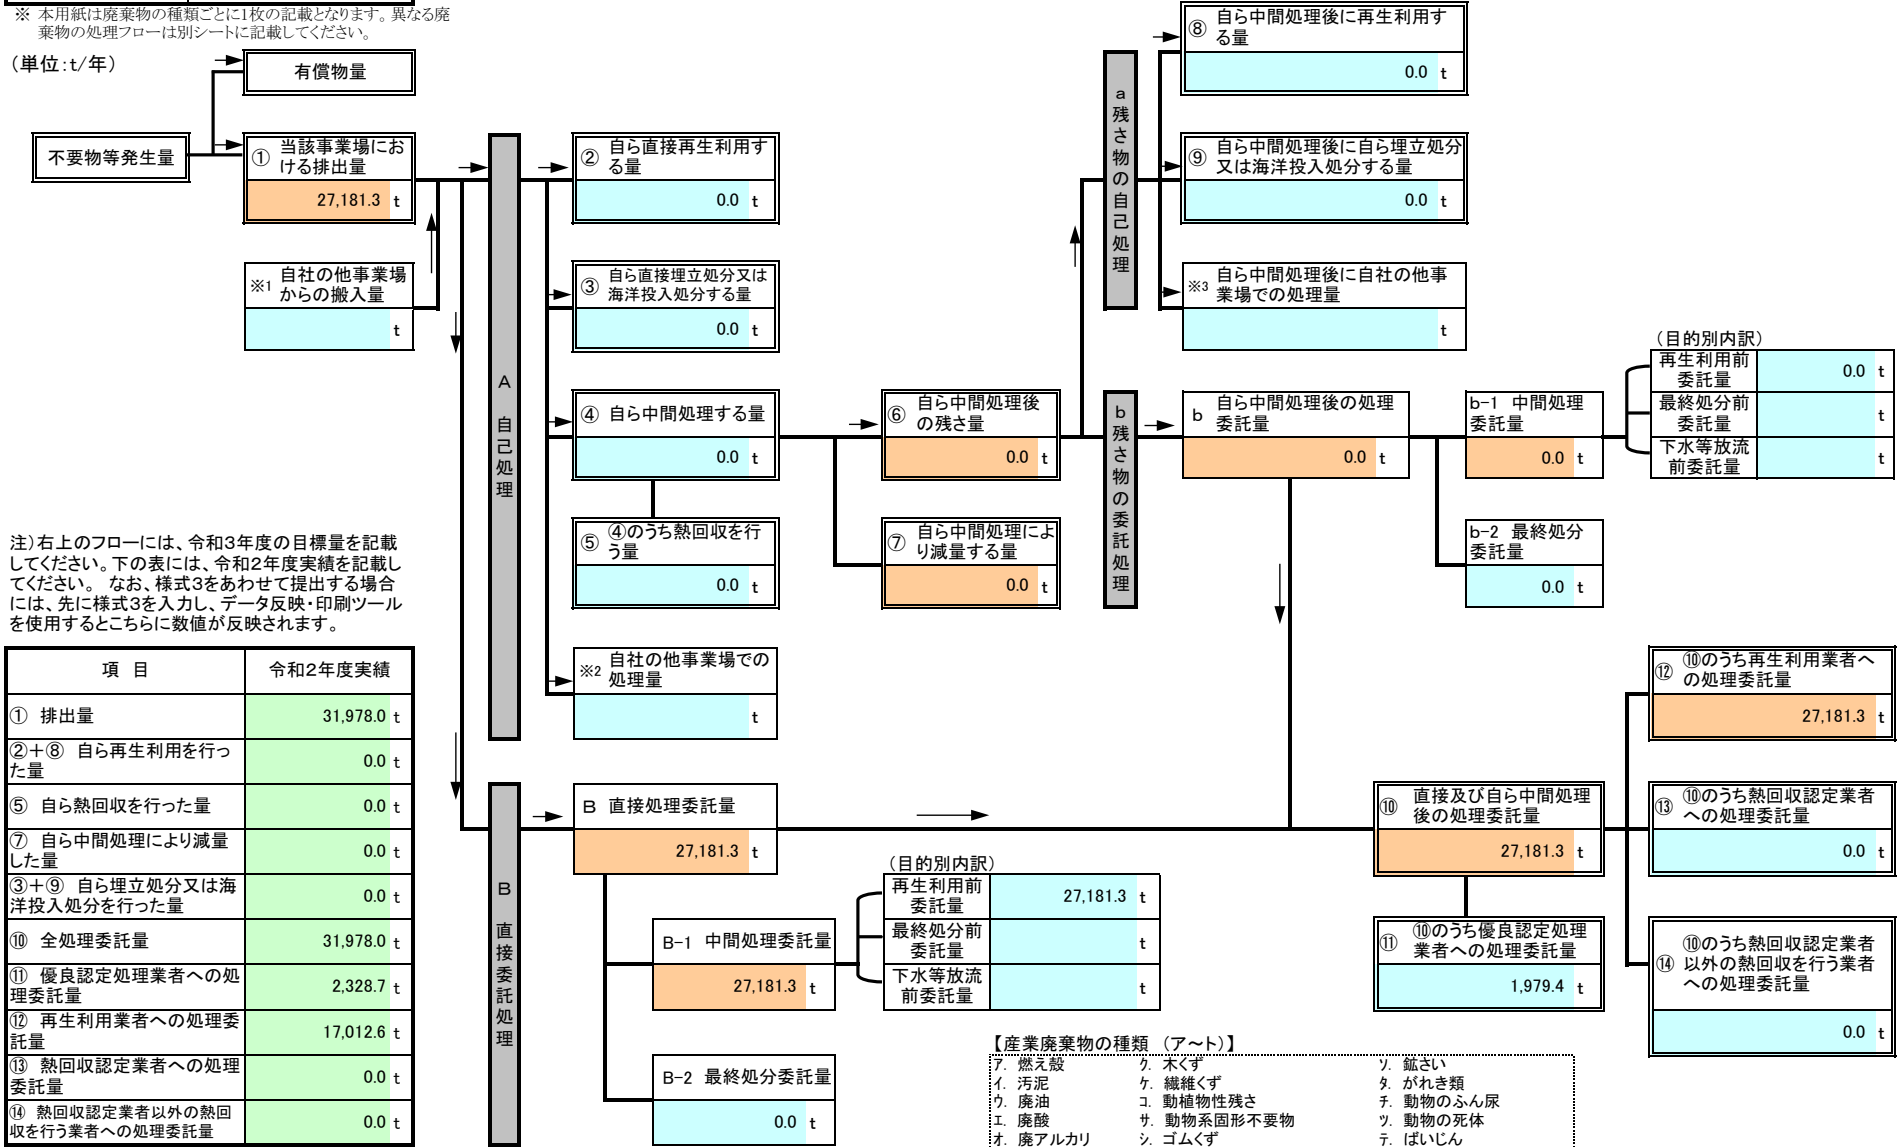 ※ 本用紙は廃棄物の種類ごとに1枚の記載となります。異なる廃
棄物の処理フローは別シートに記載してください。
(単位:t/年)
有償物量
不要物等発生量
① 当該事業場にお
ける排出量
27,181.3 t
※1 自社の他事業場
からの搬入量
t
A 自己処理
② 自ら直接再生利用す
る量
0.0 t
③ 自ら直接埋立処分又は
海洋投入処分する量
0.0 t
④ 自ら中間処理する量
0.0 t
⑤ ④のうち熱回収を行
う量
0.0 t
※2 自社の他事業場での
処理量
t
⑥ 自ら中間処理後
の残さ量
0.0 t
⑦ 自ら中間処理によ
り減量する量
0.0 t
a 残さ物の自己処理
⑧ 自ら中間処理後に再生利用す
る量
0.0 t
⑨ 自ら中間処理後に自ら埋立処分
又は海洋投入処分する量
0.0 t
※3 自ら中間処理後に自社の他事
業場での処理量
t
b 残さ物の委託処理
b 自ら中間処理後の処理
委託量
0.0 t
b-1 中間処理
委託量
0.0 t
b-2 最終処分
委託量
0.0 t
(目的別内訳)
再生利用前
委託量
0.0 t
最終処分前
委託量
t
下水等放流
前委託量
t
注)右上のフローには、令和3年度の目標量を記載
してください。下の表には、令和2年度実績を記載し
てください。 なお、様式3をあわせて提出する場合
には、先に様式3を入力し、データ反映・印刷ツール
を使用するとこちらに数値が反映されます。
項 目 令和2年度実績
① 排出量 31,978.0 t
②+⑧ 自ら再生利用を行っ
た量
0.0 t
⑤ 自ら熱回収を行った量 0.0 t
⑦ 自ら中間処理により減量
した量
0.0 t
③+⑨ 自ら埋立処分又は海
洋投入処分を行った量
0.0 t
⑩ 全処理委託量 31,978.0 t
⑪ 優良認定処理業者への処
理委託量
2,328.7 t
⑫ 再生利用業者への処理委
託量
17,012.6 t
⑬ 熱回収認定業者への処理
委託量
0.0 t
⑭ 熱回収認定業者以外の熱回
収を行う業者への処理委託量
0.0 t
B 直接委託処理
B 直接処理委託量
27,181.3 t
B-1 中間処理委託量
27,181.3 t
B-2 最終処分委託量
0.0 t
(目的別内訳)
再生利用前
委託量
27,181.3 t
最終処分前
委託量
t
下水等放流
前委託量
t
⑩ 直接及び自ら中間処理
後の処理委託量
27,181.3 t
⑪ ⑩のうち優良認定処理
業者への処理委託量
1,979.4 t
⑫ ⑩のうち再生利用業者へ
の処理委託量
27,181.3 t
⑬ ⑩のうち熱回収認定業者
への処理委託量
0.0 t
⑭ ⑩のうち熱回収認定業者
以外の熱回収を行う業者
への処理委託量
0.0 t
【産業廃棄物の種類 (ア~ト)】
ア. 燃え殻 ク. 木くず ソ. 鉱さい
イ. 汚泥 ケ. 繊維くず タ. がれき類
ウ. 廃油 コ. 動植物性残さ チ. 動物のふん尿
エ. 廃酸 サ. 動物系固形不要物 ツ. 動物の死体
オ. 廃アルカリ シ. ゴムくず テ. ばいじん